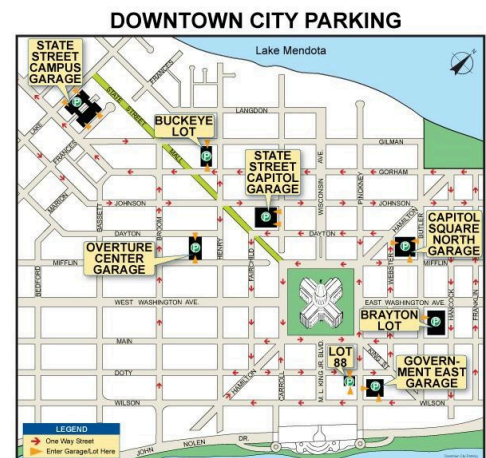 DOWNTOWN CITY PARKING
Lake Mendota
STATE
STREET
CAMPUS
GARAGE
FRANCES
STATE STREET
MALL
LANGDON
BUCKEYE
LOT
LAKE
FRANCES
GILMAN
GORHAM
STATE
STREET
CAPITOL
GARAGE
WISCONSIN
AVE.
PINCKNEY
MARION
JOHNSON
JOHNSON
JOHNSON
HAMILTON
BUTLER
CAPITOL
SQUARE
NORTH
GARAGE
BASSETT
BROOM
DAYTON
DAYTON
OVERTURE
CENTER
GARAGE
HENRY
FAIRCHILD
WEBSTER
MIFFLIN
MIFFLIN
BEDFORD
WEST WASHINGTON AVE.
EAST WASHINGTON AVE.
HANCOCK
FRANKLIN
BRAYTON
LOT
MAIN
KING ST
LOT
88
GOVERN-
MENT EAST
GARAGE
DOTY
HAMILTON
CARROLL
M.L. KING JR. BLVD.
WILSON
WILSON
LEGEND
One Way Street
Enter Garage/Lot Here
JOHN NOLEN DR.